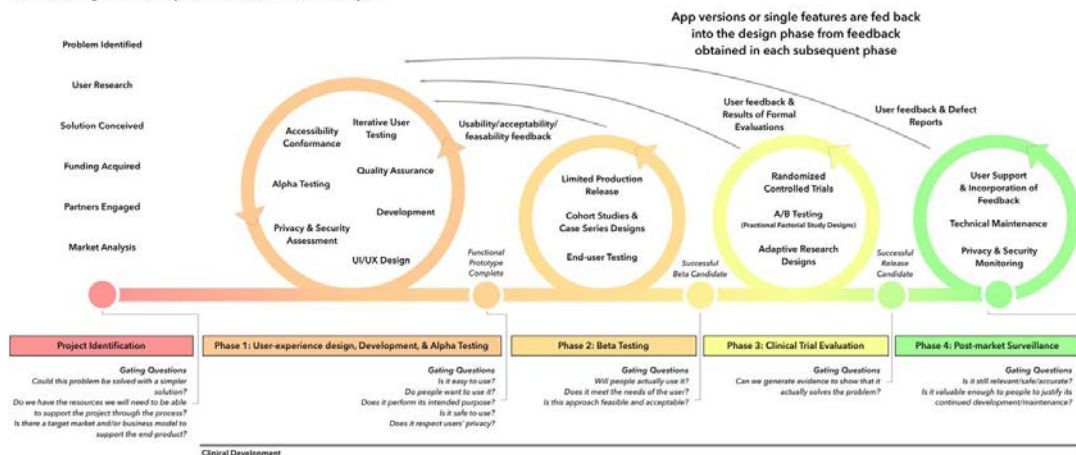 App versions or single features are fed back
into the design phase from feedback
obtained in each subsequent phase
Problem Identified
User Research
Solution Conceived
Funding Acquired
Partners Engaged
Market Analysis
Accessibility
Conformance
Iterative User
Testing
Alpha Testing
Quality Assurance
Development
Privacy & Security
Assessment
UI/UX Design
Usability/acceptability/
feasability feedback
Functional
Prototype
Complete
Limited Production
Release
Cohort Studies &
Case Series Designs
End-user Testing
Successful
Beta Candidate
User feedback &
Results of Formal
Evaluations
Randomized
Controlled Trials
A/B Testing
(Fractional Factorial Study Designs)
Adaptive Research
Designs
Successful
Release
Candidate
User feedback & Defect
Reports
User Support
& Incorporation of
Feedback
Technical Maintenance
Privacy & Security
Monitoring
Project Identification
Gating Questions
Could this problem be solved with a simpler
solution?
Do we have the resources we will need to be able
to support the project through the process?
Is there a target market and/or business model to
support the end-product?
Phase 1: User-experience design, Development, & Alpha Testing
Gating Questions
Is it easy to use?
Do people want to use it?
Does it perform its intended purpose?
Is it safe to use?
Does it respect users' privacy?
Phase 2: Beta Testing
Gating Questions
Will people actually use it?
Does it meet the needs of the user?
Is this approach feasible and acceptable?
Phase 3: Clinical Trial Evaluation
Gating Questions
Can we generate evidence to show that it
actually solves the problem?
Phase 4: Post-market Surveillance
Gating Questions
Is it still relevant/safe/accurate?
Is it valuable enough to people to justify its
continued development/maintenance?
Clinical Development